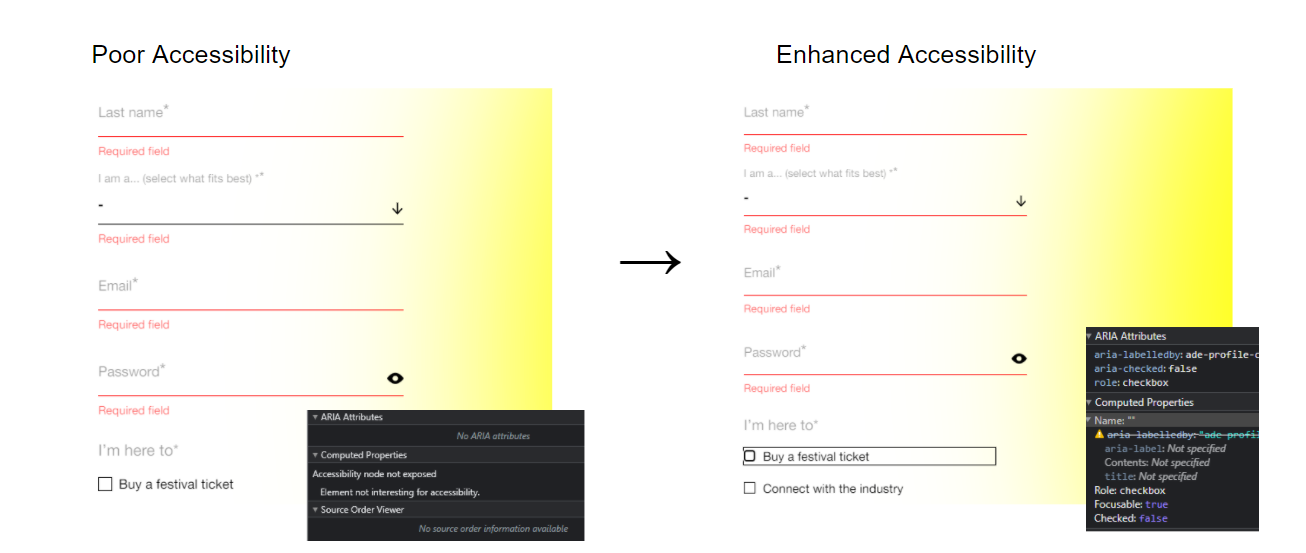 Poor Accessibility
Last name*
Required field
I am a... (select what fits best) **
-
Required field
Email*
Required field
Password*
Required field
I'm here to*
Buy a festival ticket
ARIA Attributes
No ARIA attributes
Computed Properties
Accessibility node not exposed
Element not interesting for accessibility.
Source Order Viewer
No source order information available
Enhanced Accessibility
Last name*
Required field
I am a... (select what fits best) **
-
Required field
Email*
Required field
Password*
Required field
I'm here to*
Buy a festival ticket
Connect with the industry
ARIA Attributes
aria-labelledby: ade-profile-c
aria-checked: false
role: checkbox
Computed Properties
Name: ""
aria-labelledby: "ade-profil
aria-label: Not specified
Contents: Not specified
title: Not specified
Role: checkbox
Focusable: true
Checked: false